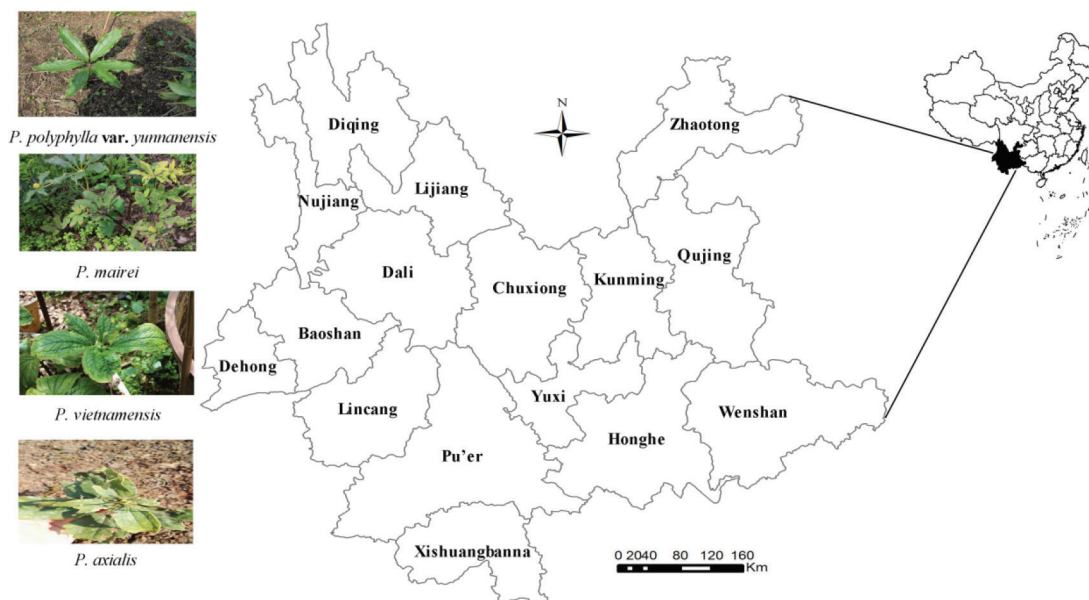 P. polyphylla var. yunnanensis
P. mairei
P. vietnamensis
P. axialis
N
Diqing
Zhaotong
Lijiang
Nujiang
Qujing
Dali
Kunming
Chuxiong
Baoshan
Dehong
Yuxi
Wenshan
Lincang
Honghe
Pu’er
Xishuangbanna
0 2040 80 120 160
Km